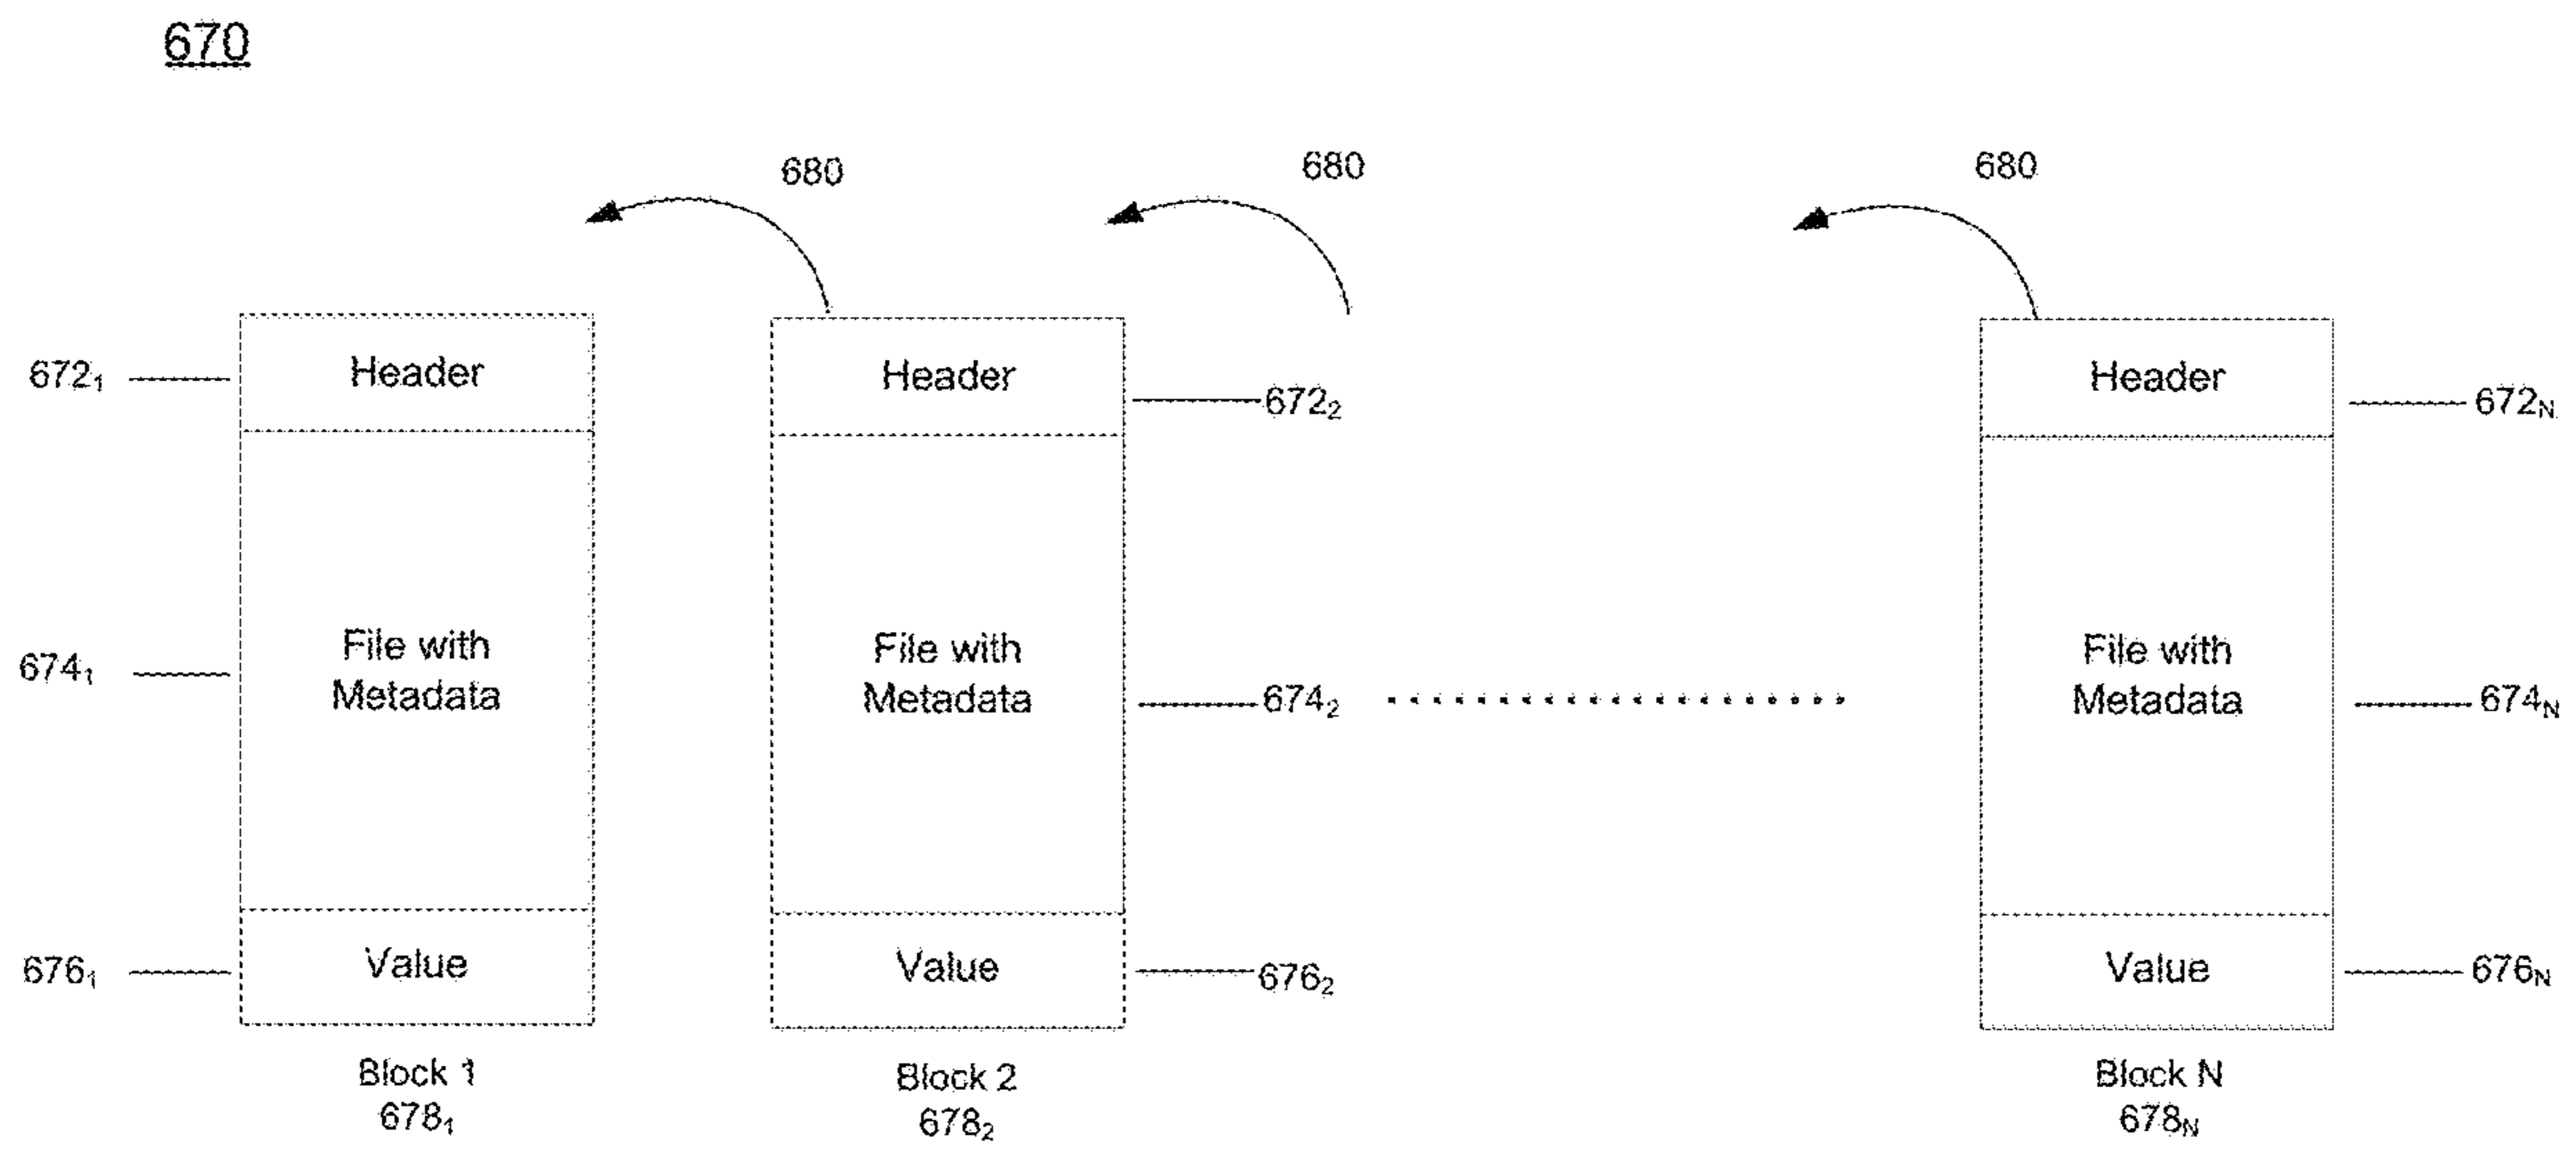 670
680 680 680
672₁ Header Header 672₂ Header 672N
674₁ File with Metadata File with Metadata 674₂ File with Metadata 674N
676₁ Value Value 676₂ Value 676N
Block 1
678₁
Block 2
678₂
Block N
678N